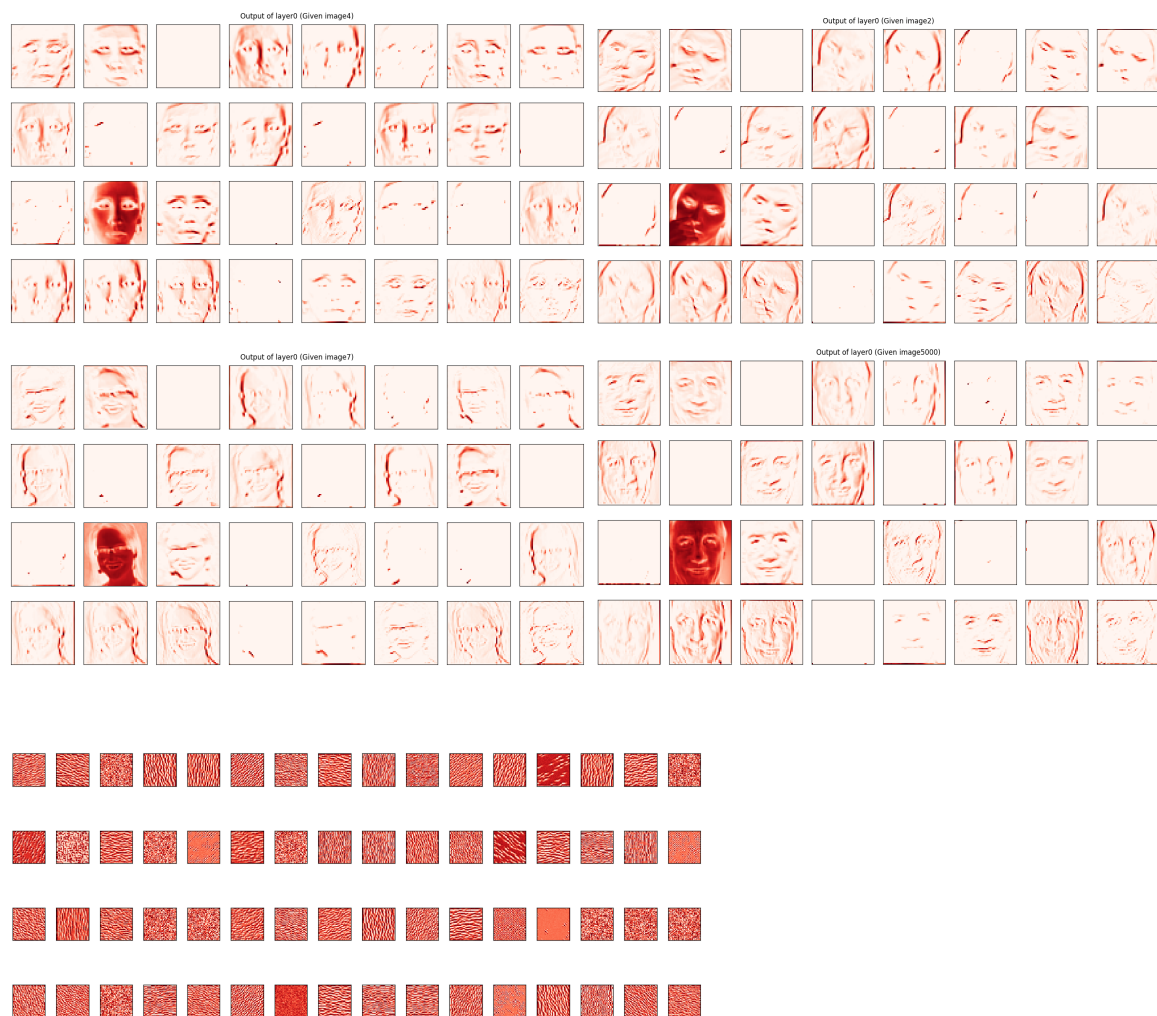 Output of layer0 (Given image4)
Output of layer0 (Given image2)
Output of layer0 (Given image7)
Output of layer0 (Given image5000)